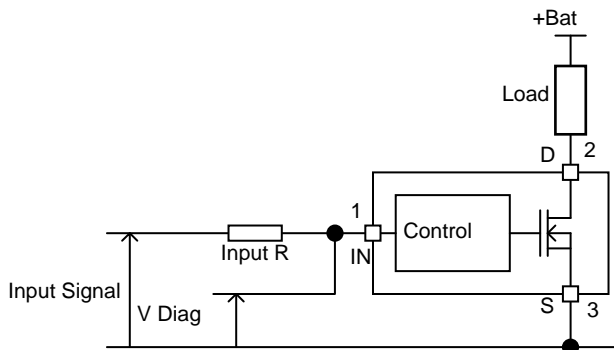 +Bat
Load
D 2
1
IN
Control
Input R
Input Signal
V Diag
S 3